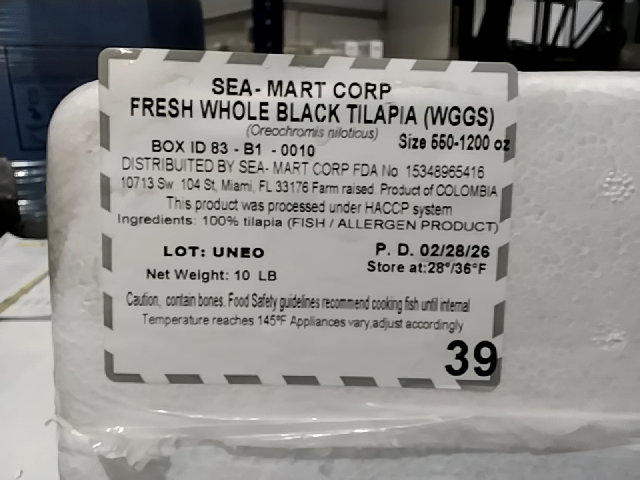 SEA- MART CORP
FRESH WHOLE BLACK TILAPIA (WGGS)
(Oreochromis niloticus)
Size 550-1200 oz
BOX ID 83 - B1 - 0010
DISTRIBUTED BY SEA- MART CORP FDA No 15348965416
10713 Sw 104 St, Miami, FL 33176 Farm raised Product of COLOMBIA
This product was processed under HACCP system
Ingredients: 100% tilapia (FISH / ALLERGEN PRODUCT)
LOT: UNEO
P. D. 02/28/26
Net Weight: 10 LB
Store at:28°/36°F
Caution, contain bones. Food Safety guidelines recommend cooking fish until internal
Temperature reaches 145ºF Appliances vary,adjust accordingly
39